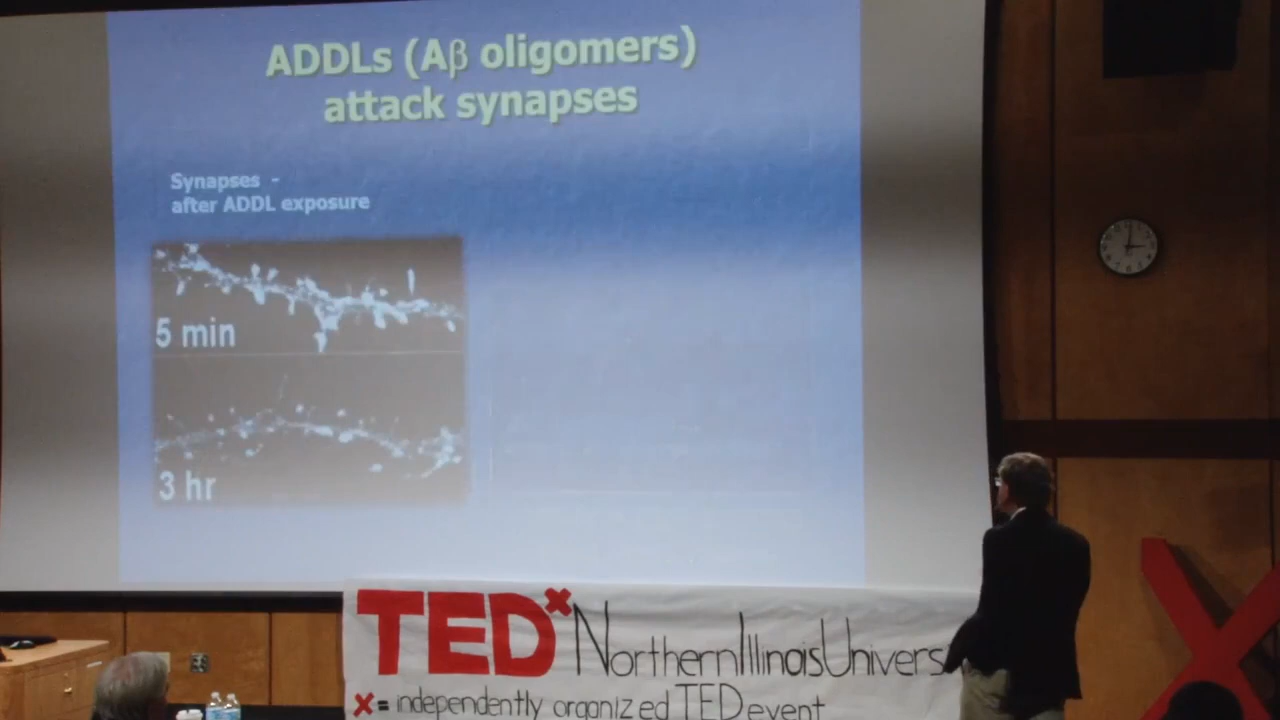 ADDLs (Aβ oligomers)
attack synapses
Synapses -
after ADDL exposure
5 min
3 hr
TEDx NorthernIllinoisUnivers
x = independently organized TED event